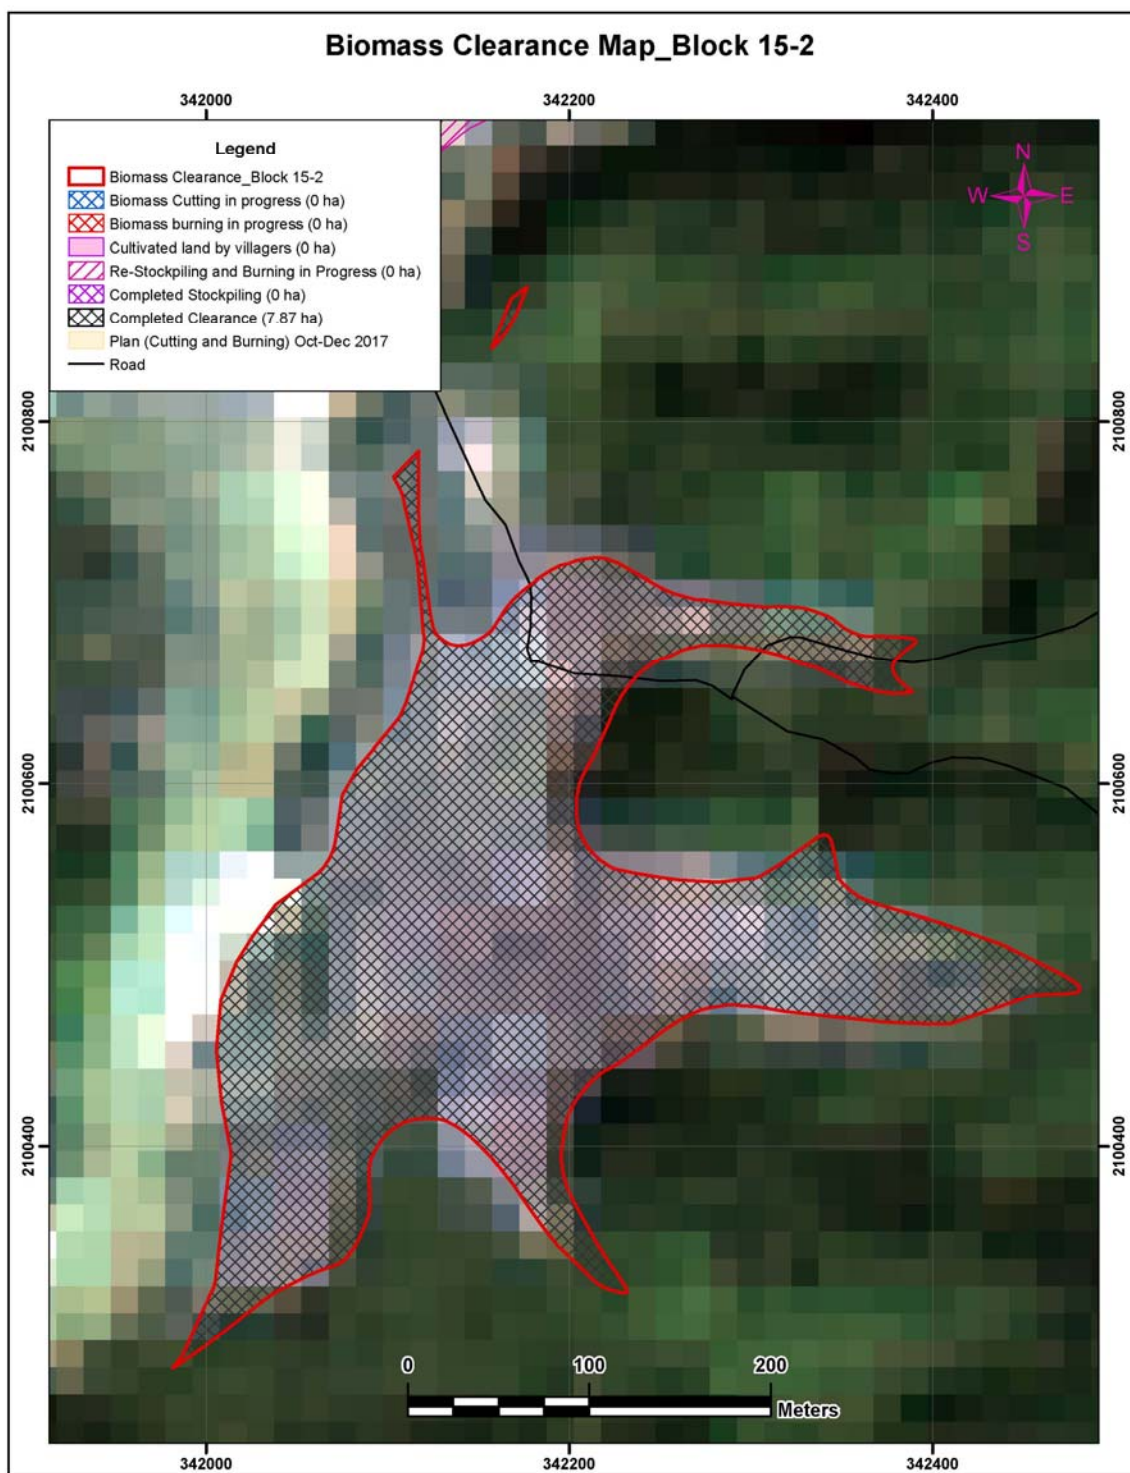 Biomass Clearance Map_Block 15-2
342000 342200 342400
Legend
Biomass Clearance_Block 15-2
Biomass Cutting in progress (0 ha)
Biomass burning in progress (0 ha)
Cultivated land by villagers (0 ha)
Re-Stockpiling and Burning in Progress (0 ha)
Completed Stockpiling (0 ha)
Completed Clearance (7.87 ha)
Plan (Cutting and Burning) Oct-Dec 2017
Road
N
W E
S
2100800 2100800
2100600 2100600
2100400 2100400
0 100 200
Meters
342000 342200 342400